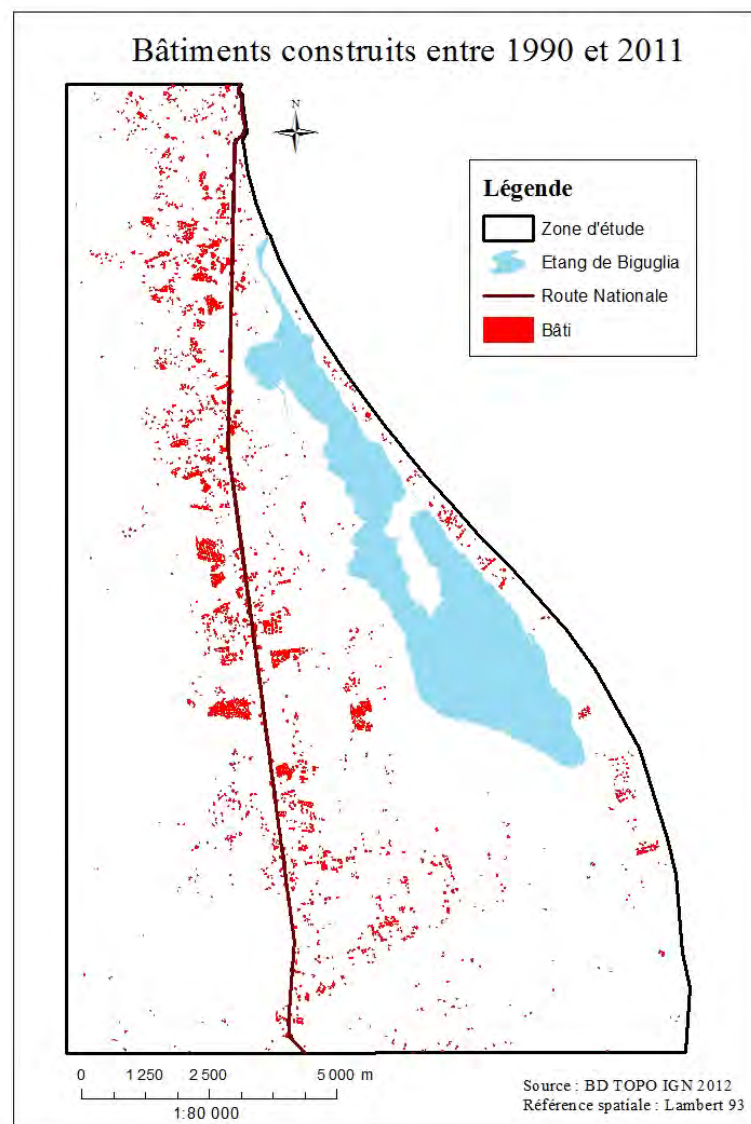 Bâtiments construits entre 1990 et 2011
N
Légende
Zone d'étude
Etang de Biguglia
Route Nationale
Bâti
0 1 250 2 500 5 000 m
1:80 000
Source : BD TOPO IGN 2012
Référence spatiale : Lambert 93